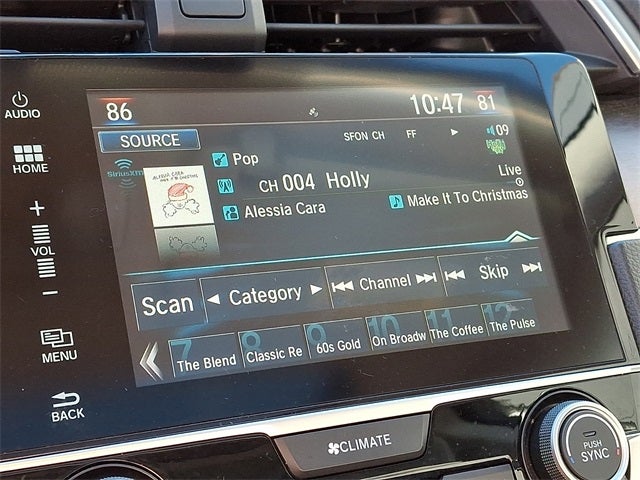 AUDIO
HOME
+
VOL
-
MENU
BACK
86
10:47 81
SOURCE
SFON CH FF
09
SiriusXM
Pop
Live
CH 004 Holly
Alessia Cara
Make It To Christmas
Scan
Category
Channel
Skip
7 The Blend
8 Classic Re
9 60s Gold
10 On Broadw
11 The Coffee
12 The Pulse
CLIMATE
PUSH
SYNC